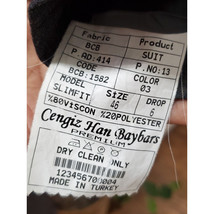 Fabric Product
BCB SUIT
P.AD:414 P.NO:13
CODE COLOR
BCB:1582 03
MODEL SIZE DROP
SLIMFIT 46 6
%80VISCON %20POLYESTER
Cengiz Han Baybars
PREMIUM
DRY CLEAN ONLY
123456700004
MADE IN TURKEY